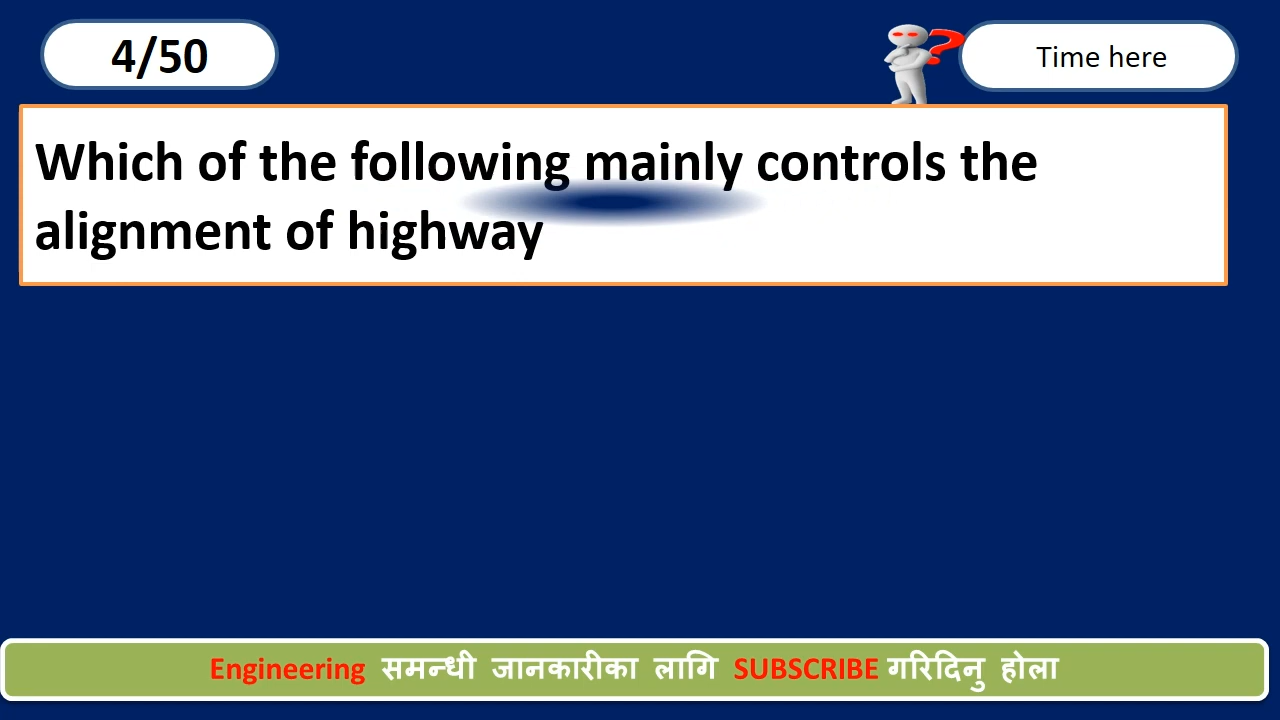 4/50
Time here
Which of the following mainly controls the
alignment of highway
Engineering समन्धी जानकारीका लागि SUBSCRIBE गरिदिनु होला